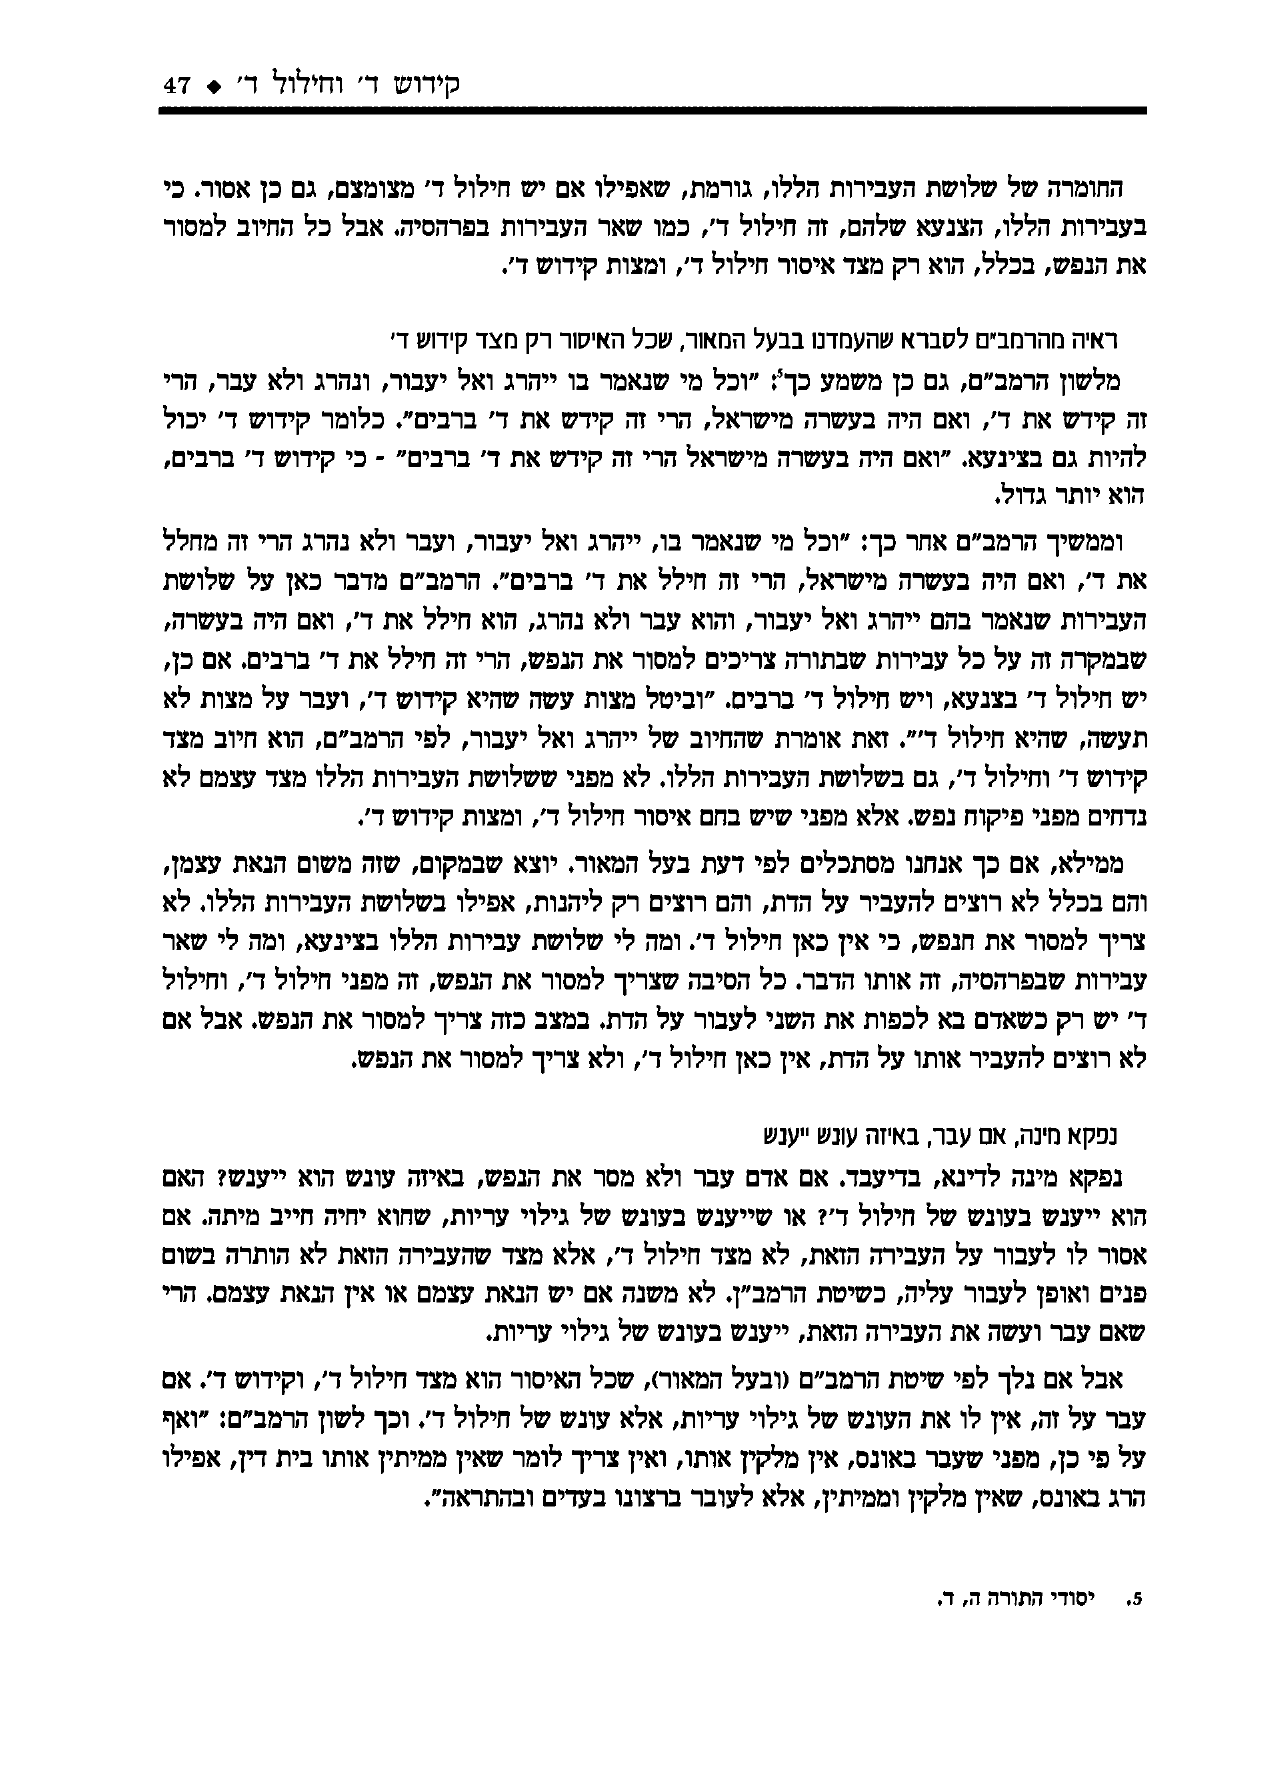 קידוש ד׳ וחילול ד׳ ◆ 47
החומרה של שלושת העבירות הללו, גורמת, שאפילו אם יש חילול ד׳ מצומצם, גם כן אסור. כי
בעבירות הללו, הצנעא שלהם, זה חילול ד׳, כמו שאר העבירות בפרהסיה. אבל כל החיוב למסור
את הנפש, בכלל, הוא רק מצד איסור חילול ד׳, ומצות קידוש ד׳.
ראיה מהרמב״ם לסברא שהעמדנו בבעל המאור, שכל האיסור רק מצד קידוש ד׳
מלשון הרמב״ם, גם כן משמע כך5: ״וכל מי שנאמר בו ייהרג ואל יעבור, ונהרג ולא עבר, הרי
זה קידש את ד׳, ואם היה בעשרה מישראל, הרי זה קידש את ד׳ ברבים״. כלומר קידוש ד׳ יכול
להיות גם בצינעא. ״ואם היה בעשרה מישראל הרי זה קידש את ד׳ ברבים״ - כי קידוש ד׳ ברבים,
הוא יותר גדול.
וממשיך הרמב״ם אחר כך: ״וכל מי שנאמר בו, ייהרג ואל יעבור, ועבר ולא נהרג הרי זה מחלל
את ד׳, ואם היה בעשרה מישראל, הרי זה חילל את ד׳ ברבים״. הרמב״ם מדבר כאן על שלושת
העבירות שנאמר בהם ייהרג ואל יעבור, והוא עבר ולא נהרג, הוא חילל את ד׳, ואם היה בעשרה,
שבמקרה זה על כל עבירות שבתורה צריכים למסור את הנפש, הרי זה חילל את ד׳ ברבים. אם כן,
יש חילול ד׳ בצנעא, ויש חילול ד׳ ברבים. ״וביטל מצות עשה שהיא קידוש ד׳, ועבר על מצות לא
תעשה, שהיא חילול ד׳״. זאת אומרת שהחיוב של ייהרג ואל יעבור, לפי הרמב״ם, הוא חיוב מצד
קידוש ד׳ וחילול ד׳, גם בשלושת העבירות הללו. לא מפני ששלושת העבירות הללו מצד עצמם לא
נדחים מפני פיקוח נפש. אלא מפני שיש בחם איסור חילול ד׳, ומצות קידוש ד׳.
ממילא, אם כך אנחנו מסתכלים לפי דעת בעל המאור. יוצא שבמקום, שזה משום הנאת עצמן,
והם בכלל לא רוצים להעביר על הדת, והם רוצים רק ליהנות, אפילו בשלושת העבירות הללו. לא
צריך למסור את חנפש, כי אין כאן חילול ד׳. ומה לי שלושת עבירות הללו בצינעא, ומה לי שאר
עבירות שבפרהסיה, זה אותו הדבר. כל הסיבה שצריך למסור את הנפש, זה מפני חילול ד׳, וחילול
ד׳ יש רק כשאדם בא לכפות את השני לעבור על הדת. במצב כזה צריך למסור את הנפש. אבל אם
לא רוצים להעביר אותו על הדת, אין כאן חילול ד׳, ולא צריך למסור את הנפש.
נפקא מינה, אם עבר, באיזה עונש ייענש
נפקא מינה לדינא, בדיעבד. אם אדם עבר ולא מסר את הנפש, באיזה עונש הוא ייענש? האם
הוא ייענש בעונש של חילול ד׳? או שייענש בעונש של גילוי עריות, שחוא יחיה חייב מיתה. אם
אסור לו לעבור על העבירה הזאת, לא מצד חילול ד׳, אלא מצד שהעבירה הזאת לא הותרה בשום
פנים ואופן לעבור עליה, כשיטת הרמב״ן. לא משנה אם יש הנאת עצמם או אין הנאת עצמם. הרי
שאם עבר ועשה את העבירה הזאת, ייענש בעונש של גילוי עריות.
אבל אם נלך לפי שיטת הרמב״ם (ובעל המאור), שכל האיסור הוא מצד חילול ד׳, וקידוש ד׳. אם
עבר על זה, אין לו את העונש של גילוי עריות, אלא עונש של חילול ד׳. וכך לשון הרמב״ם: ״ואף
על פי כן, מפני שעבר באונס, אין מלקין אותו, ואין צריך לומר שאין ממיתין אותו בית דין, אפילו
הרג באונס, שאין מלקין וממיתין, אלא לעובר ברצונו בעדים ובהתראה״.
5. יסודי התורה ה, ד.